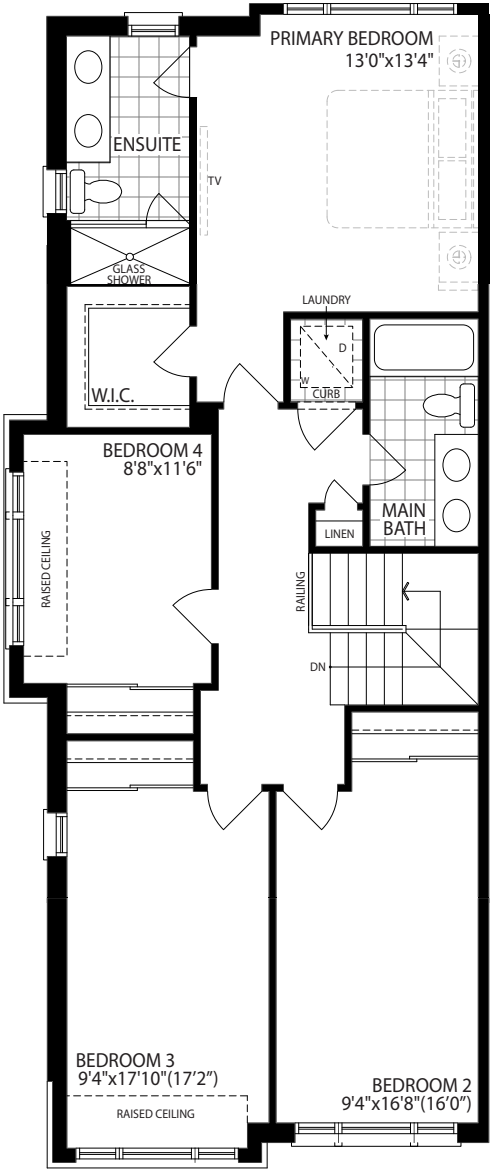 PRIMARY BEDROOM
13'0"x13'4"
ENSUITE
TV
GLASS
SHOWER
LAUNDRY
D
W
CURB
W.I.C.
BEDROOM 4
8'8"x11'6"
MAIN
BATH
LINEN
RAISED CEILING
RAILING
DN
BEDROOM 3
9'4"x17'10"(17'2")
RAISED CEILING
BEDROOM 2
9'4"x16'8"(16'0")